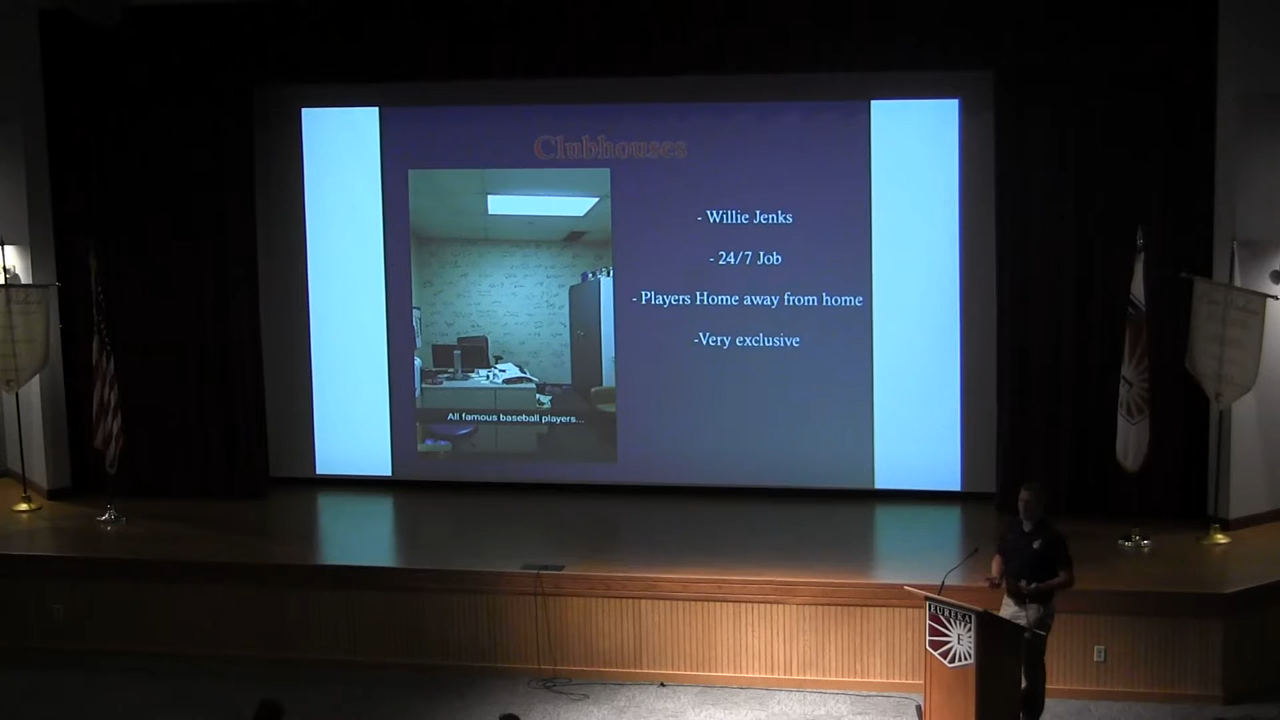 Clubhouses
- Willie Jenks
- 24/7 Job
- Players Home away from home
-Very exclusive
All famous baseball players...
EUREKA
E